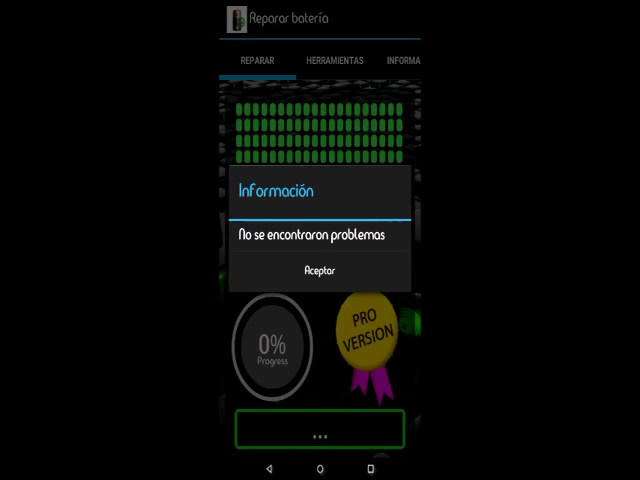 Reparar batería
REPARAR HERRAMIENTAS INFORMA
Información
No se encontraron problemas
Aceptar
0%
Progress
PRO
VERSION
...